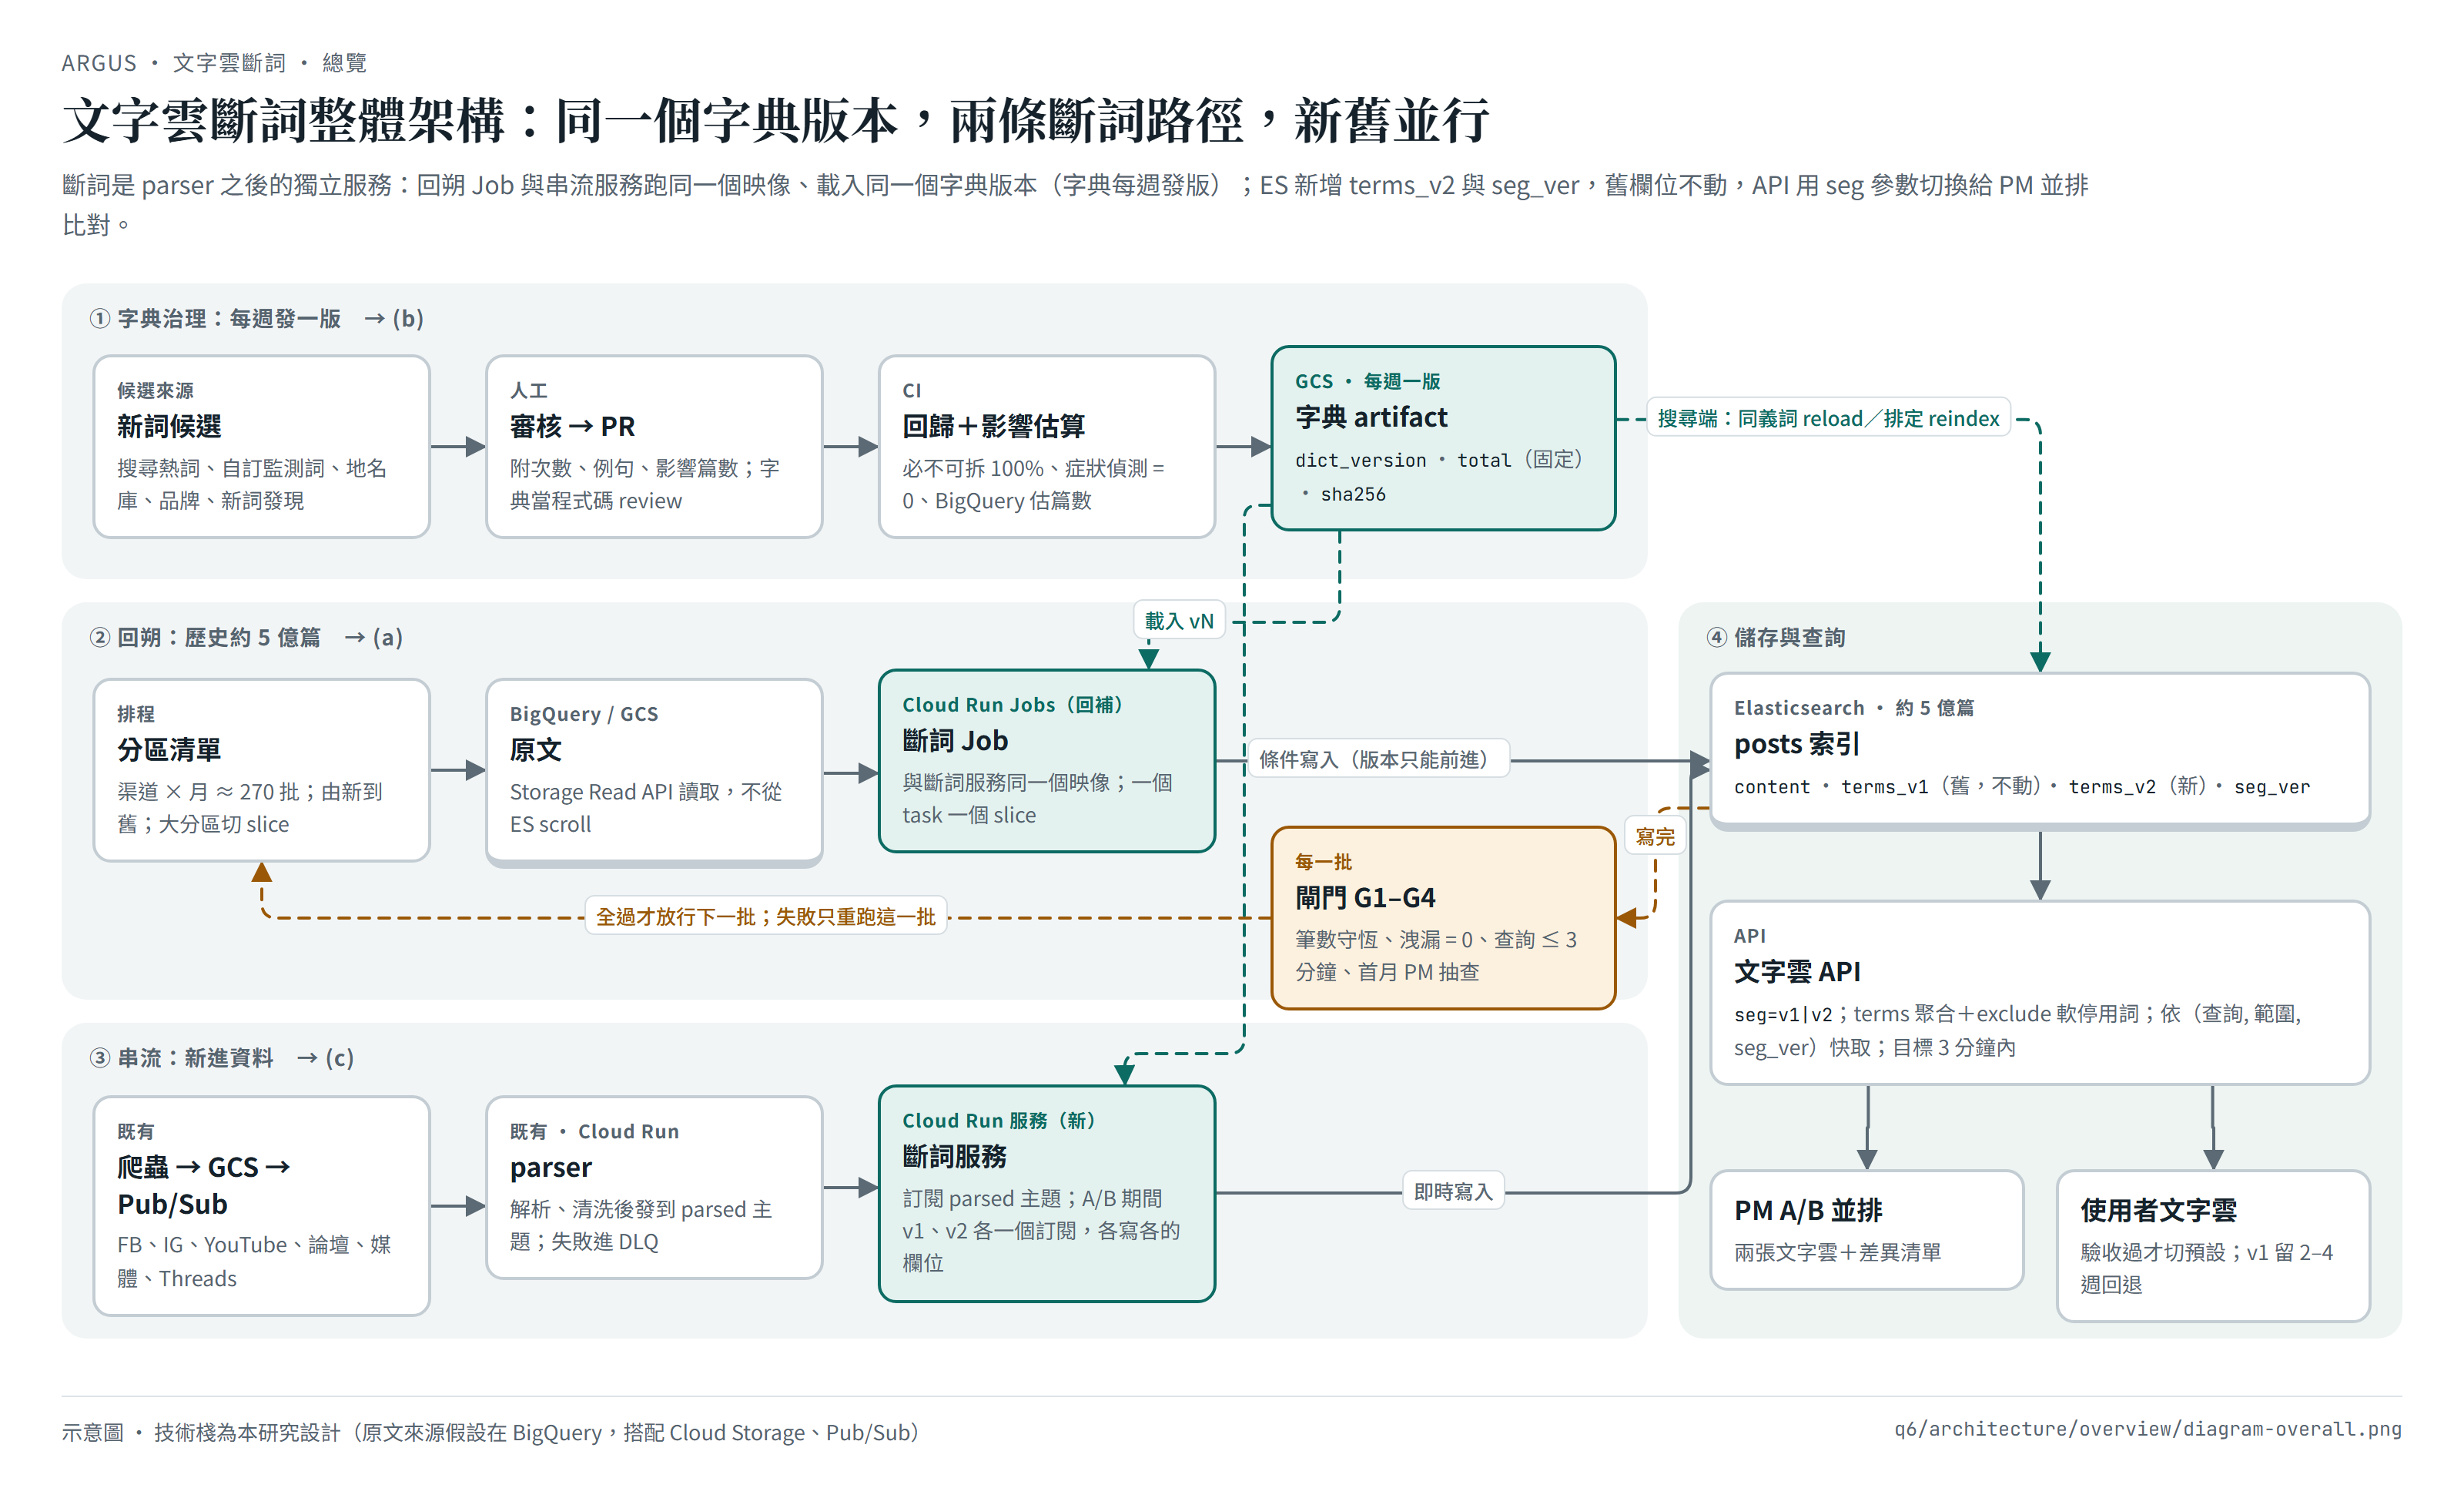 ARGUS · 文字雲斷詞 · 總覽
文字雲斷詞整體架構：同一個字典版本，兩條斷詞路徑，新舊並行
斷詞是 parser 之後的獨立服務：回朔 Job 與串流服務跑同一個映像、載入同一個字典版本（字典每週發版）；ES 新增 terms_v2 與 seg_ver，舊欄位不動，API 用 seg 參數切換給 PM 並排
比對。
① 字典治理：每週發一版 → (b)
候選來源
新詞候選
搜尋熱詞、自訂監測詞、地名
庫、品牌、新詞發現
人工
審核 → PR
附次數、例句、影響篇數；字
典當程式碼 review
CI
回歸＋影響估算
必不可拆 100%、症狀偵測 =
0、BigQuery 估篇數
GCS · 每週一版
字典 artifact
dict_version · total（固定）
· sha256
搜尋端：同義詞 reload／排定 reindex
載入 vN
② 回朔：歷史約 5 億篇 → (a)
排程
分區清單
渠道 × 月 ≈ 270 批；由新到
舊；大分區切 slice
BigQuery / GCS
原文
Storage Read API 讀取，不從
ES scroll
Cloud Run Jobs（回補）
斷詞 Job
與斷詞服務同一個映像；一個
task 一個 slice
條件寫入（版本只能前進）
每一批
閘門 G1–G4
筆數守恆、洩漏 = 0、查詢 ≤ 3
分鐘、首月 PM 抽查
寫完
全過才放行下一批；失敗只重跑這一批
③ 串流：新進資料 → (c)
既有
爬蟲 → GCS →
Pub/Sub
FB、IG、YouTube、論壇、媒
體、Threads
既有 · Cloud Run
parser
解析、清洗後發到 parsed 主
題；失敗進 DLQ
Cloud Run 服務（新）
斷詞服務
訂閱 parsed 主題；A/B 期間
v1、v2 各一個訂閱，各寫各的
欄位
即時寫入
④ 儲存與查詢
Elasticsearch · 約 5 億篇
posts 索引
content · terms_v1（舊，不動）· terms_v2（新）· seg_ver
API
文字雲 API
seg=v1|v2；terms 聚合＋exclude 軟停用詞；依（查詢, 範圍,
seg_ver）快取；目標 3 分鐘內
PM A/B 並排
兩張文字雲＋差異清單
使用者文字雲
驗收過才切預設；v1 留 2–4
週回退
示意圖 · 技術棧為本研究設計（原文來源假設在 BigQuery，搭配 Cloud Storage、Pub/Sub）
q6/architecture/overview/diagram-overall.png